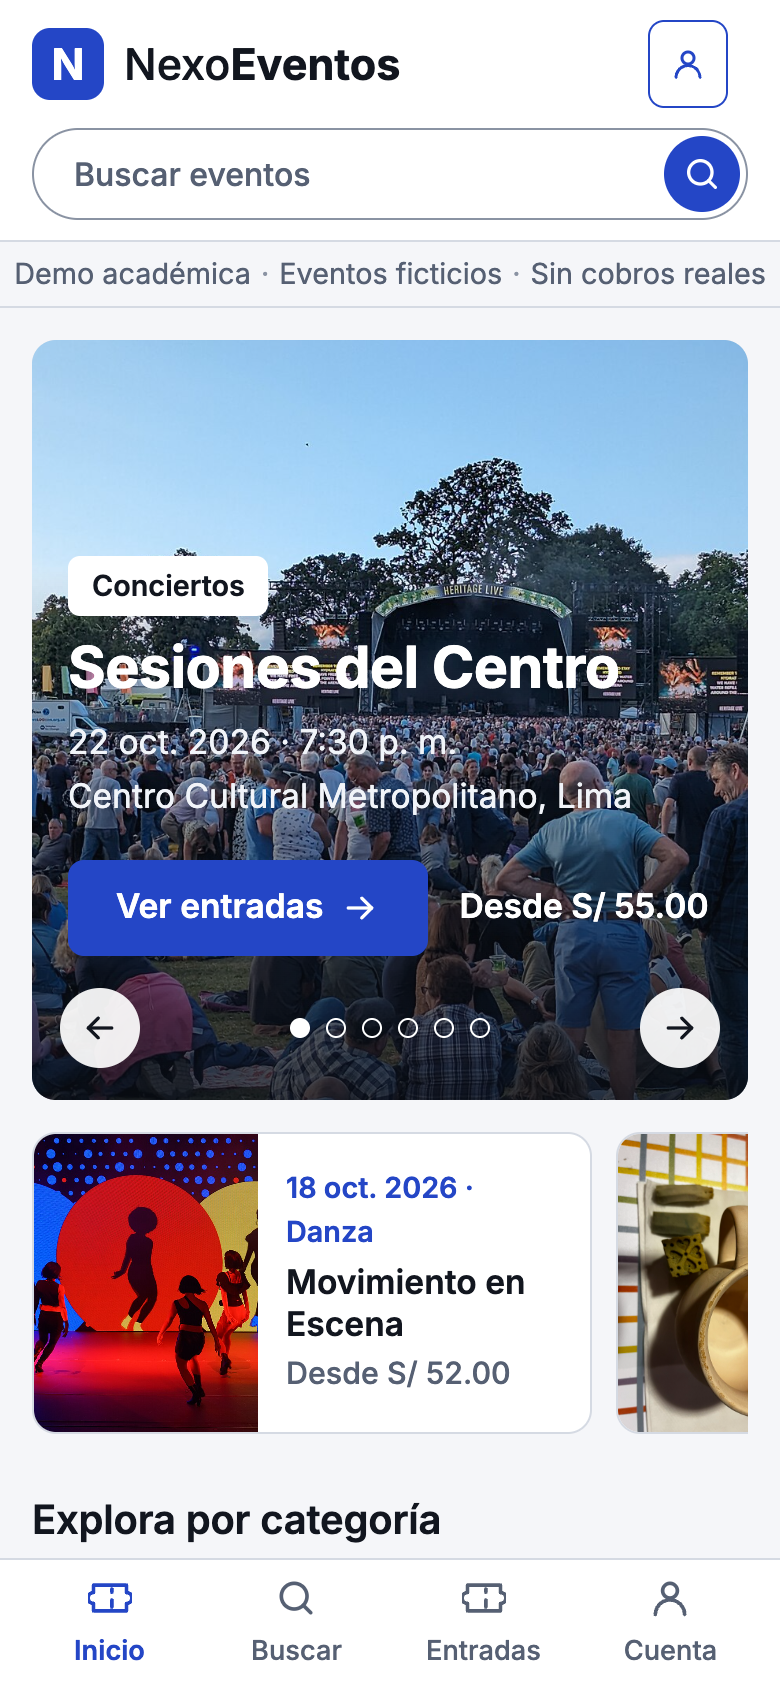 N NexoEventos
Buscar eventos
Demo académica · Eventos ficticios · Sin cobros reales
HERITAGE LIVE
Conciertos
Sesiones del Centro
22 oct. 2026 · 7:30 p. m.
Centro Cultural Metropolitano, Lima
Ver entradas → Desde S/ 55.00
18 oct. 2026 ·
Danza
Movimiento en
Escena
Desde S/ 52.00
Explora por categoría
Inicio Buscar Entradas Cuenta